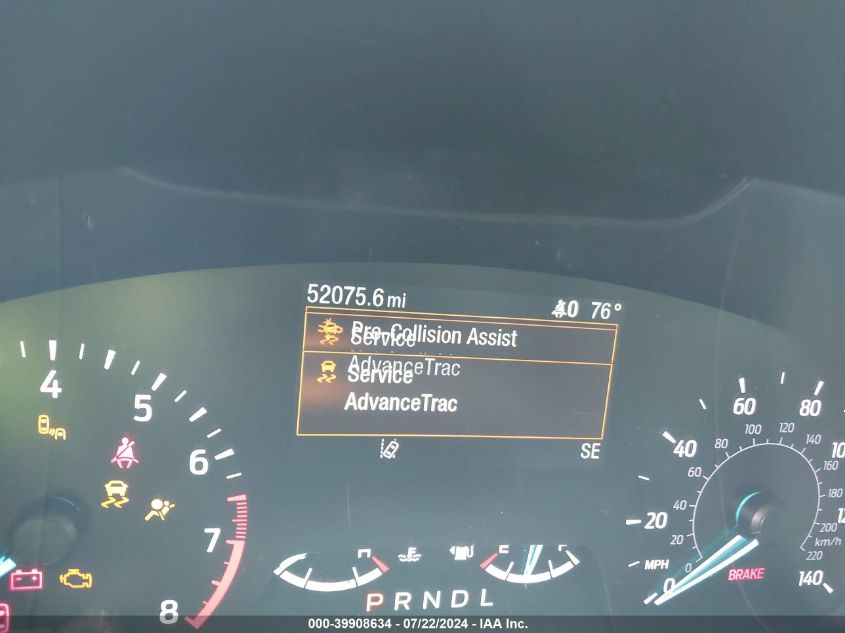 52075.6 mi
40 76°
Pre-Collision Assist
Service
AdvanceTrac
Service
AdvanceTrac
SE
4
5
6
7
8
H
P R N D L
MPH
0
20
40
60
80
140
0
20
40
60
80
100
120
140
160
180
200
220
km/h
BRAKE
000-39908634 - 07/22/2024 - IAA Inc.